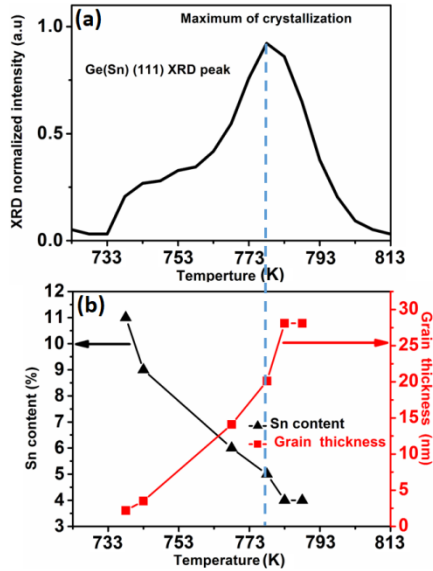 (a)
Maximum of crystallization
Ge(Sn) (111) XRD peak
XRD normalized intensity (a.u)
1.0
0.5
0.0
733 753 773 793 813
Temperture (K)
(b)
Sn content (%)
12
11
10
9
8
7
6
5
4
3
30
25
20
15
10
5
0
Grain thickness (nm)
Sn content
Grain thickness
733 753 773 793 813
Temperature (K)